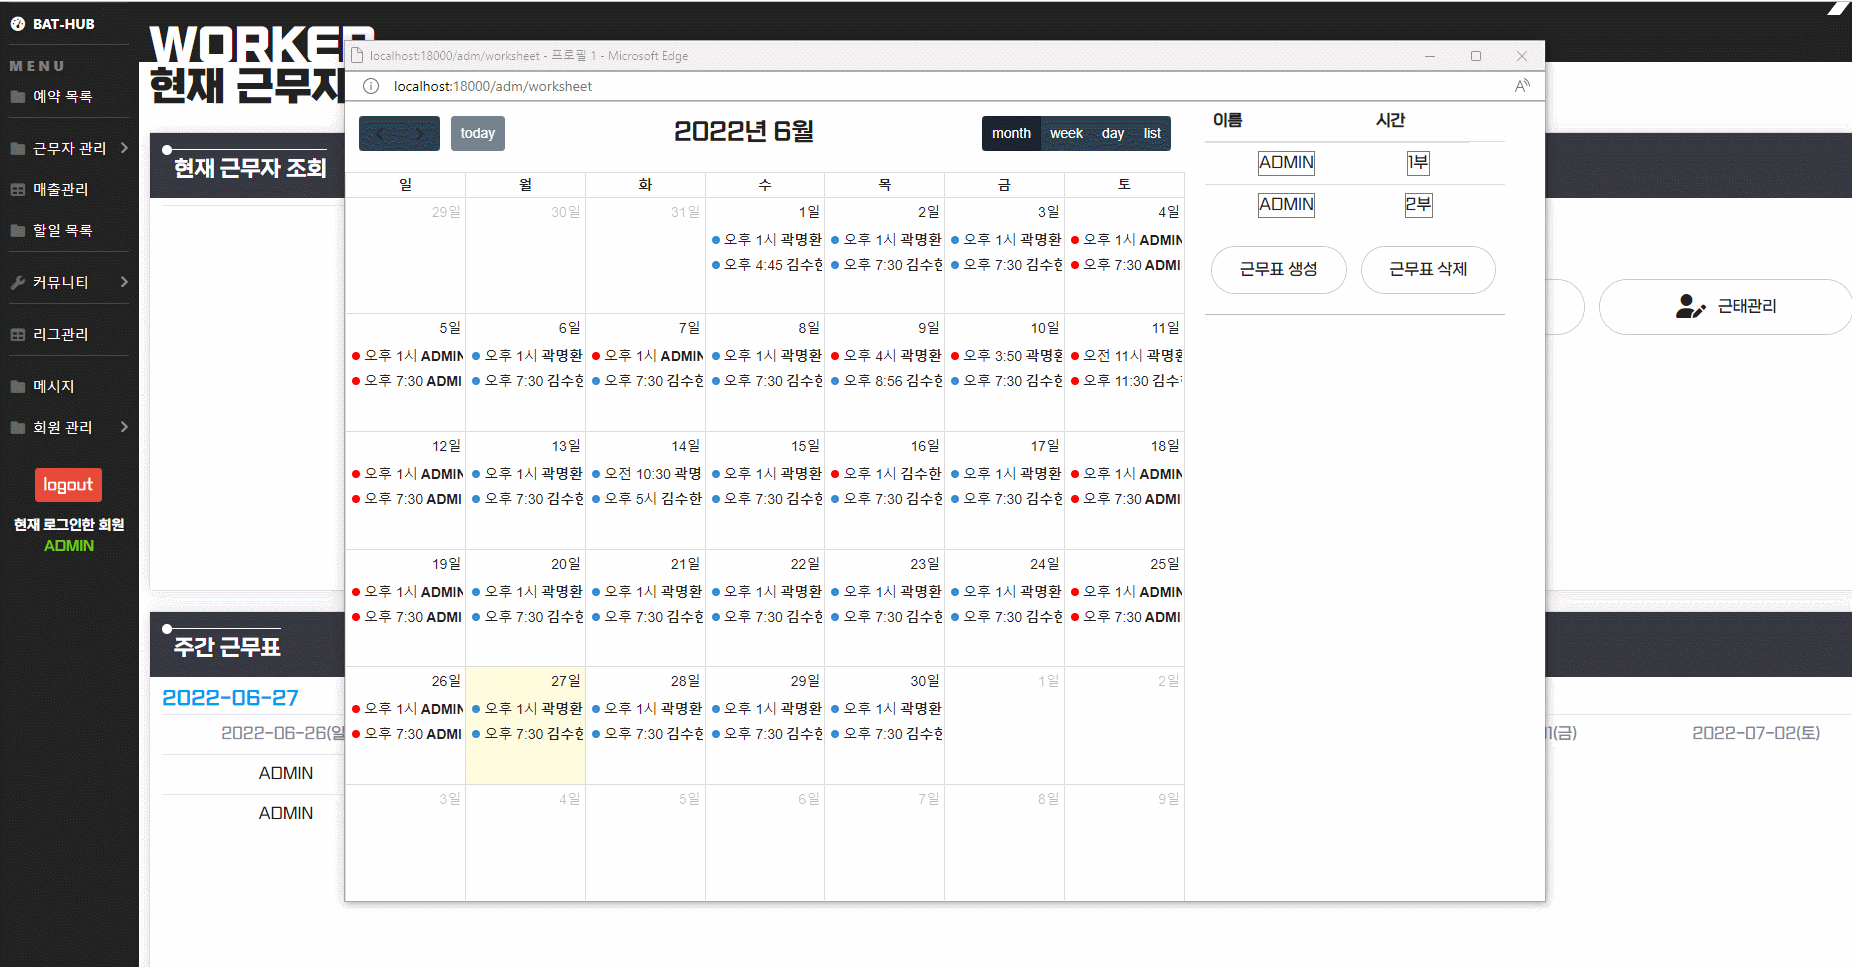 BAT-HUB
MENU
예약 목록
근무자 관리
매출관리
할일 목록
커뮤니티
리그관리
메시지
회원 관리
logout
현재 로그인한 회원
ADMIN
WORKER
현재 근무자
현재 근무자 조회
근태관리
주간 근무표
2022-06-27
2022-06-26(일
(금)
2022-07-02(토)
ADMIN
ADMIN
localhost:18000/adm/worksheet - 프로필 1 - Microsoft Edge
localhost:18000/adm/worksheet
today
2022년 6월
month week day list
일 월 화 수 목 금 토
29일 30일 31일 1일 2일 3일 4일
오후 1시 곽명환 오후 1시 곽명환 오후 1시 곽명환 오후 1시 ADMIN
오후 4:45 김수한 오후 7:30 김수한 오후 7:30 김수한 오후 7:30 ADMI
5일 6일 7일 8일 9일 10일 11일
오후 1시 ADMIN 오후 1시 곽명환 오후 1시 ADMIN 오후 1시 곽명환 오후 4시 곽명환 오후 3:50 곽명환 오전 11시 곽명환
오후 7:30 ADMI 오후 7:30 김수한 오후 7:30 김수한 오후 7:30 김수한 오후 8:56 김수한 오후 7:30 김수한 오후 11:30 김수
12일 13일 14일 15일 16일 17일 18일
오후 1시 ADMIN 오후 1시 곽명환 오전 10:30 곽명 오후 1시 곽명환 오후 1시 김수한 오후 1시 곽명환 오후 1시 ADMIN
오후 7:30 ADMI 오후 7:30 김수한 오후 5시 김수한 오후 7:30 김수한 오후 7:30 김수한 오후 7:30 김수한 오후 7:30 ADMI
19일 20일 21일 22일 23일 24일 25일
오후 1시 ADMIN 오후 1시 곽명환 오후 1시 곽명환 오후 1시 곽명환 오후 1시 곽명환 오후 1시 곽명환 오후 1시 ADMIN
오후 7:30 ADMI 오후 7:30 김수한 오후 7:30 김수한 오후 7:30 김수한 오후 7:30 김수한 오후 7:30 김수한 오후 7:30 ADMI
26일 27일 28일 29일 30일 1일 2일
오후 1시 ADMIN 오후 1시 곽명환 오후 1시 곽명환 오후 1시 곽명환 오후 1시 곽명환
오후 7:30 ADMI 오후 7:30 김수한 오후 7:30 김수한 오후 7:30 김수한 오후 7:30 김수한
3일 4일 5일 6일 7일 8일 9일
이름 시간
ADMIN 1부
ADMIN 2부
근무표 생성 근무표 삭제